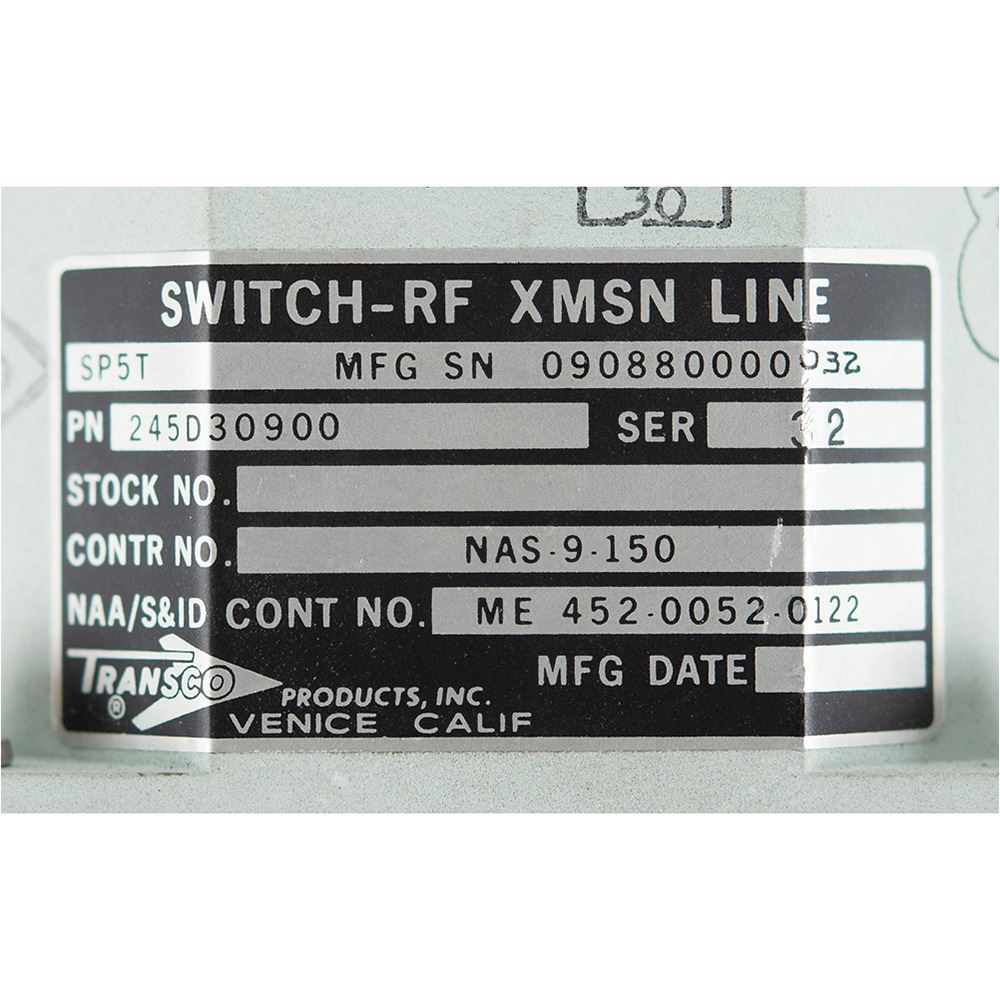 30
SWITCH-RF XMSN LINE
SP5T MFG SN 090880000032
PN 245D30900 SER 32
STOCK NO.
CONTR NO. NAS-9-150
NAA/S&ID CONT NO. ME 452-0052-0122
TRANSCO ® PRODUCTS, INC. MFG DATE
VENICE CALIF